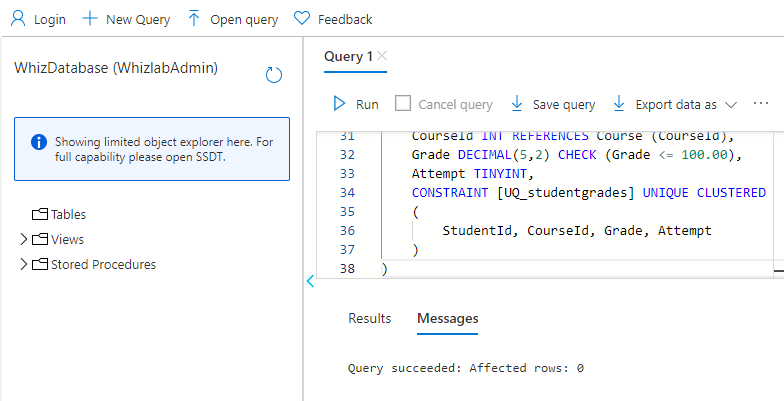 Login New Query Open query Feedback
WhizDatabase (WhizlabAdmin)
Showing limited object explorer here. For
full capability please open SSDT.
Tables
Views
Stored Procedures
Query 1
Run Cancel query Save query Export data as
31 CourseId INT REFERENCES Course (CourseId),
32 Grade DECIMAL(5,2) CHECK (Grade <= 100.00),
33 Attempt TINYINT,
34 CONSTRAINT [UQ_studentgrades] UNIQUE CLUSTERED
35 (
36 StudentId, CourseId, Grade, Attempt
37 )
38 )
Results Messages
Query succeeded: Affected rows: 0